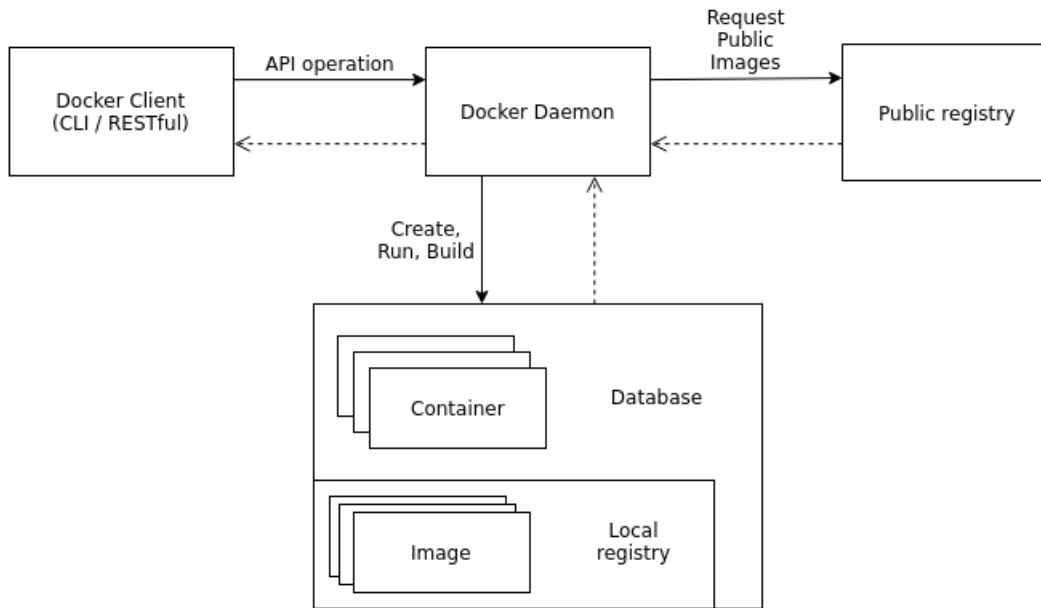 Docker Client
(CLI / RESTful)
API operation
Docker Daemon
Request
Public
Images
Public registry
Create,
Run, Build
Container
Database
Image
Local
registry